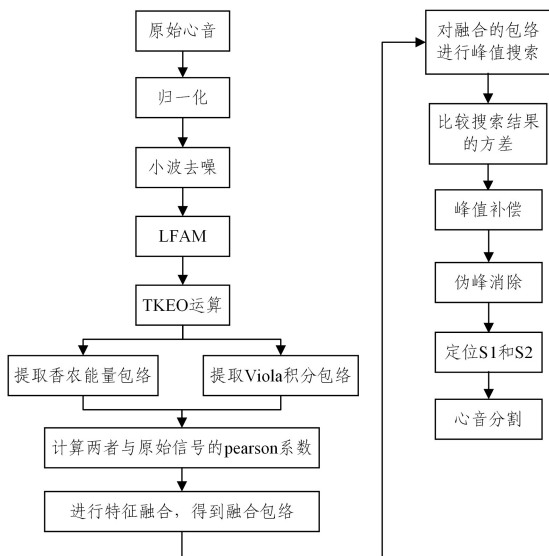 原始心音
归一化
小波去噪
LFAM
TKEO运算
提取香农能量包络
提取Viola积分包络
计算两者与原始信号的pearson系数
进行特征融合，得到融合包络
对融合的包络
进行峰值搜索
比较搜索结果
的方差
峰值补偿
伪峰消除
定位S1和S2
心音分割